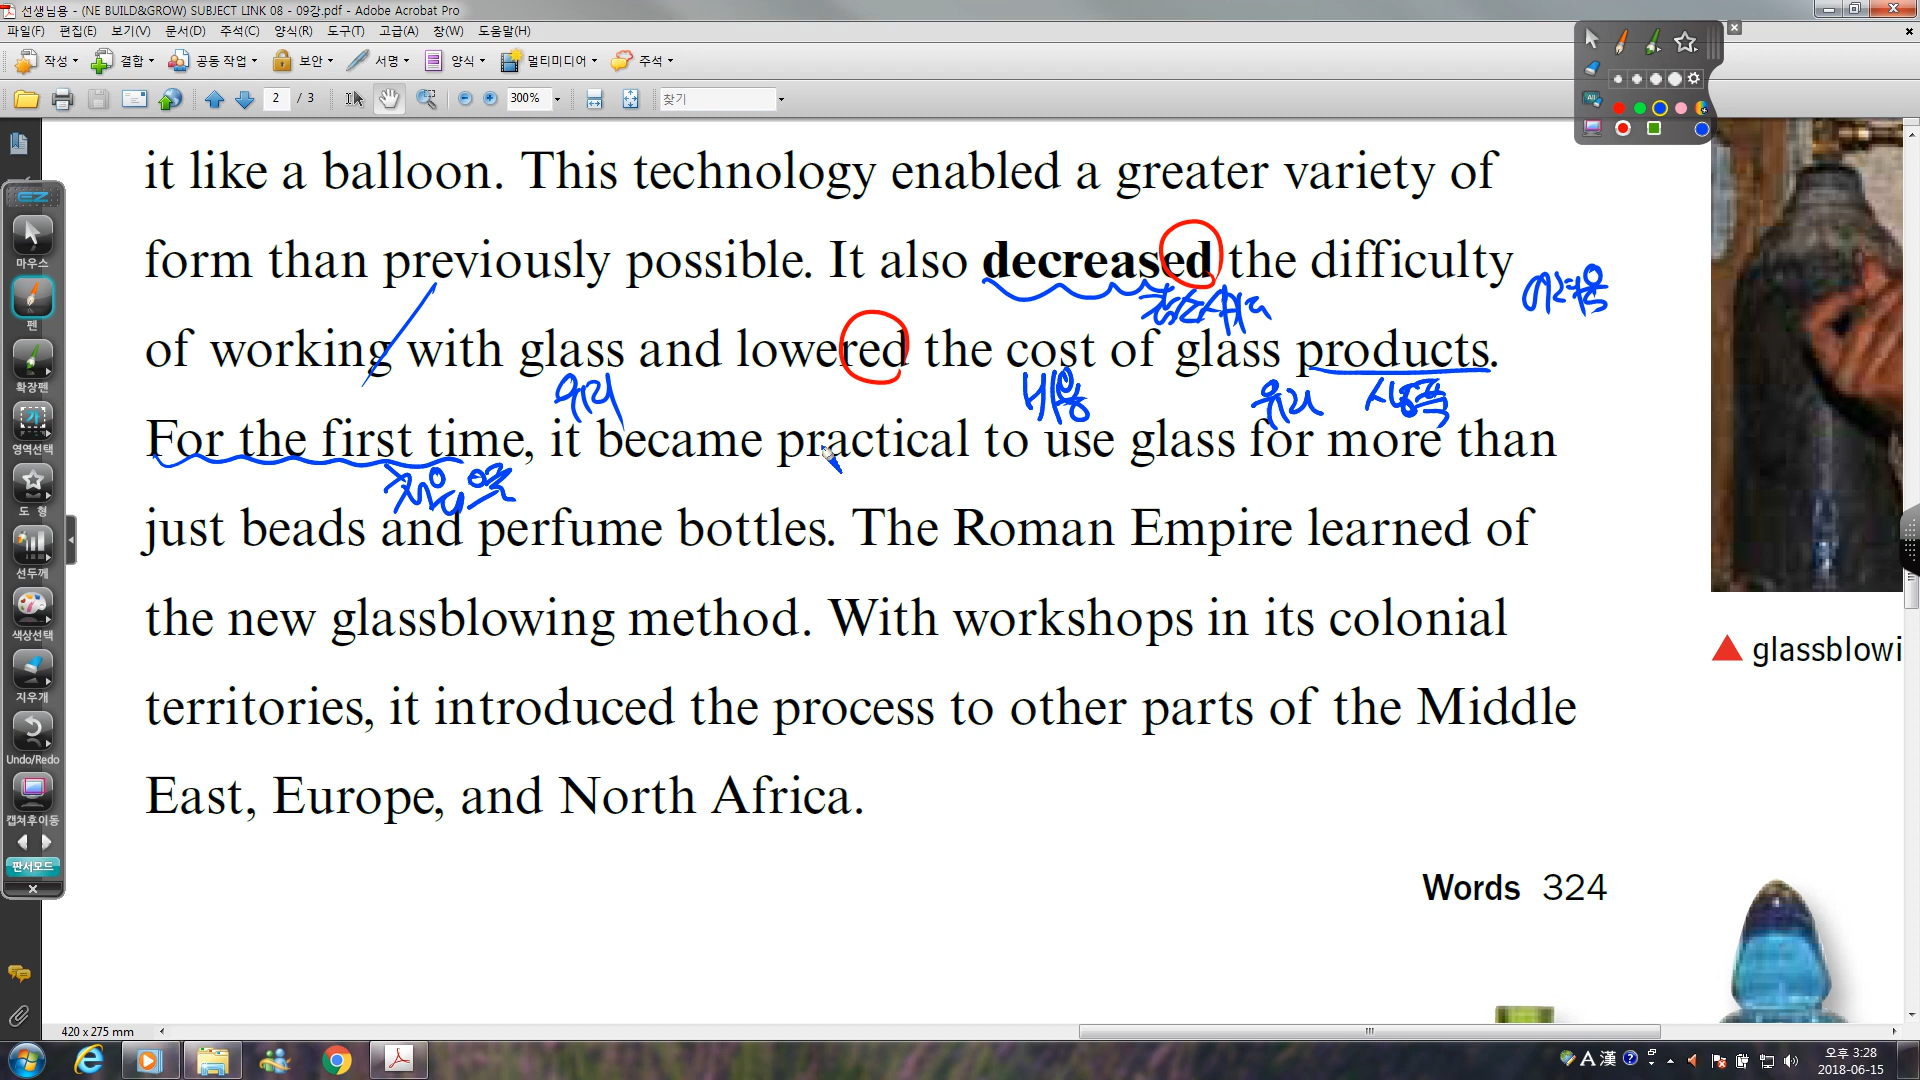 선생님용 - (NE BUILD&GROW) SUBJECT LINK 08 - 09강.pdf - Adobe Acrobat Pro
파일(F) 편집(E) 보기(V) 문서(D) 주석(C) 양식(R) 도구(T) 고급(A) 창(W) 도움말(H)
작성 결합 공동 작업 보안 서명 양식 멀티미디어 주석
2 / 3 300% 찾기
it like a balloon. This technology enabled a greater variety of
form than previously possible. It also decreased the difficulty
감소시키다 어려움
of working with glass and lowered the cost of glass products.
유리 비용 유리 상품
For the first time, it became practical to use glass for more than
처음으로
just beads and perfume bottles. The Roman Empire learned of
the new glassblowing method. With workshops in its colonial
territories, it introduced the process to other parts of the Middle
East, Europe, and North Africa.
Words 324
▲ glassblowi
EZ
마우스
펜
확장펜
가
영역선택
도 형
선두께
색상선택
지우개
Undo/Redo
캡쳐후이동
판서모드
All
420 x 275 mm
A 漢
오후 3:28
2018-06-15